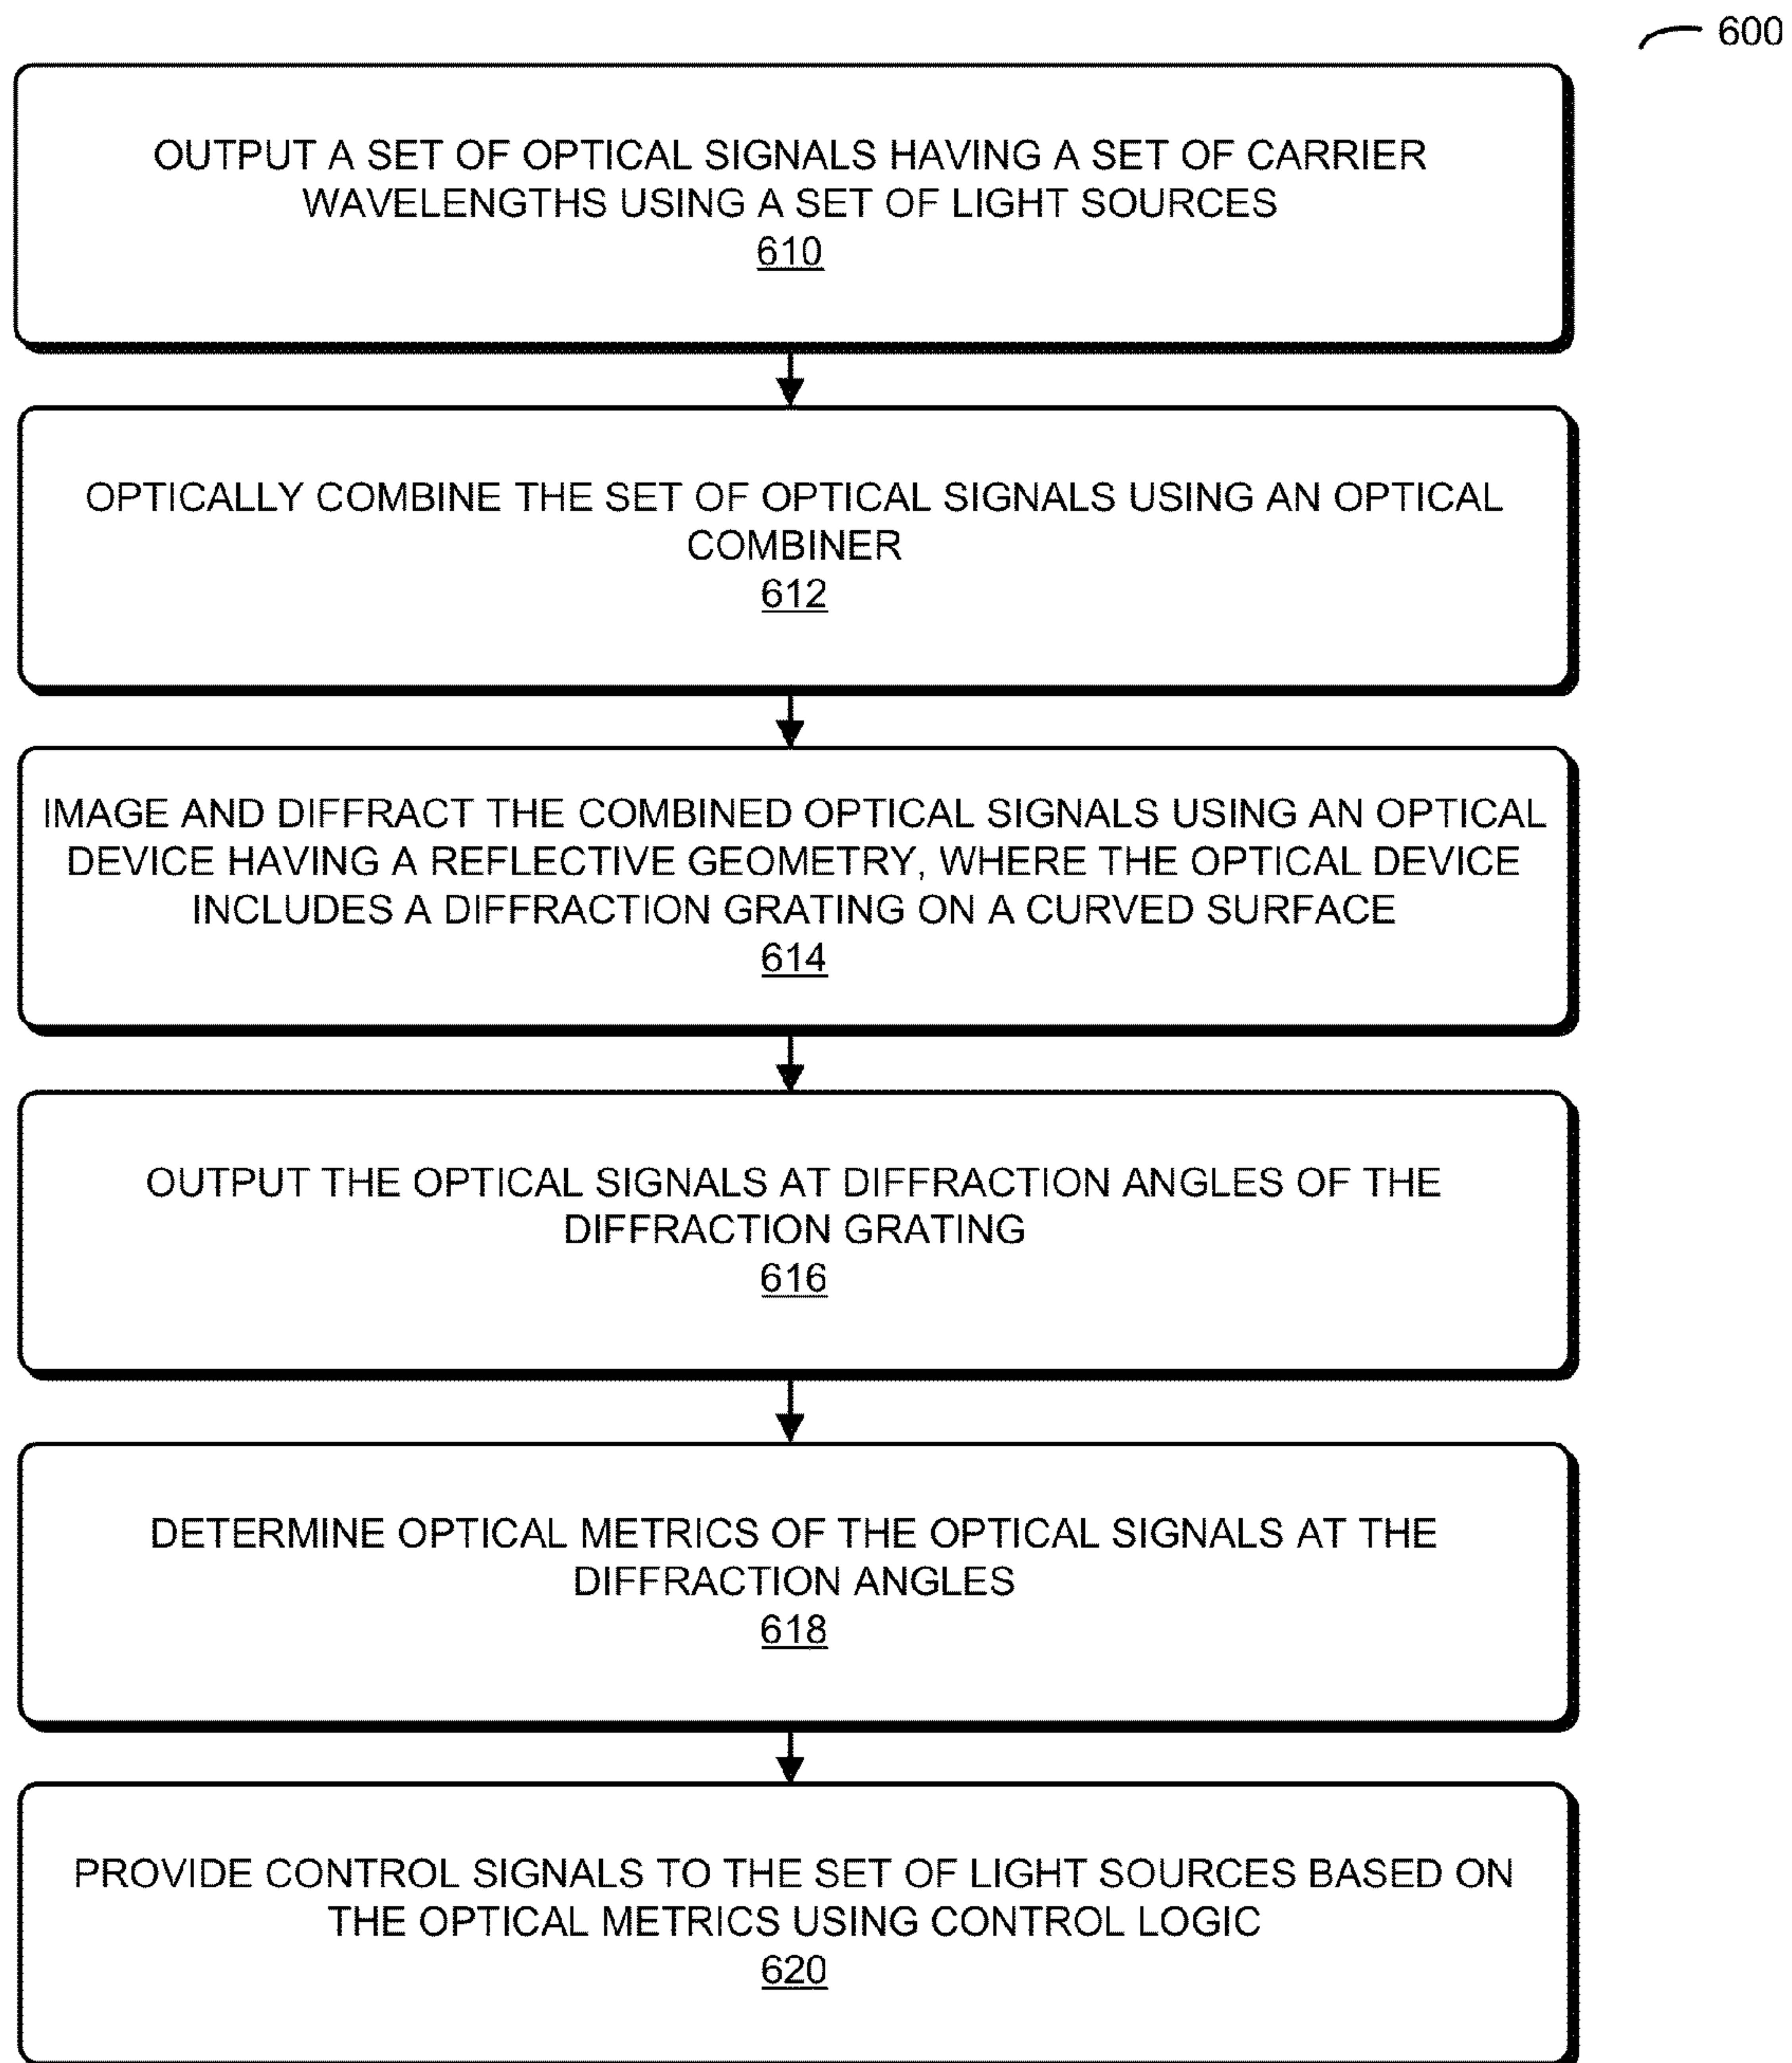 600
OUTPUT A SET OF OPTICAL SIGNALS HAVING A SET OF CARRIER
WAVELENGTHS USING A SET OF LIGHT SOURCES
610
OPTICALLY COMBINE THE SET OF OPTICAL SIGNALS USING AN OPTICAL
COMBINER
612
IMAGE AND DIFFRACT THE COMBINED OPTICAL SIGNALS USING AN OPTICAL
DEVICE HAVING A REFLECTIVE GEOMETRY, WHERE THE OPTICAL DEVICE
INCLUDES A DIFFRACTION GRATING ON A CURVED SURFACE
614
OUTPUT THE OPTICAL SIGNALS AT DIFFRACTION ANGLES OF THE
DIFFRACTION GRATING
616
DETERMINE OPTICAL METRICS OF THE OPTICAL SIGNALS AT THE
DIFFRACTION ANGLES
618
PROVIDE CONTROL SIGNALS TO THE SET OF LIGHT SOURCES BASED ON
THE OPTICAL METRICS USING CONTROL LOGIC
620